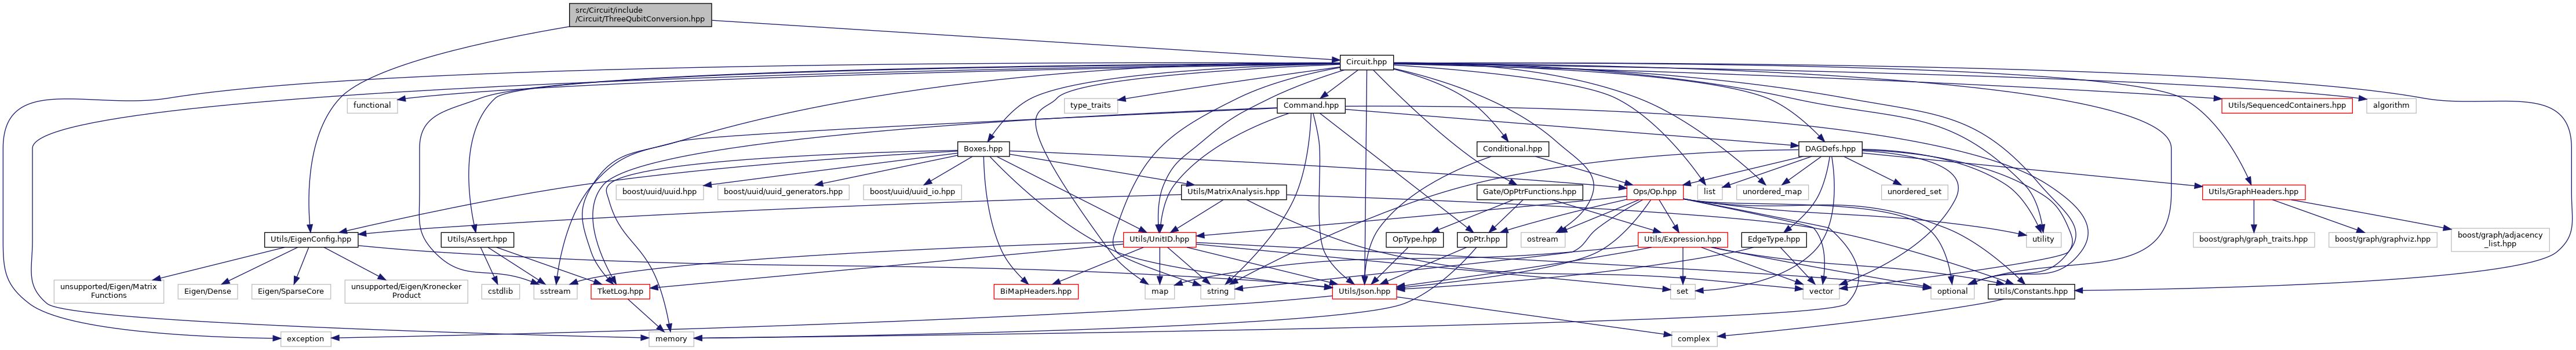 src/Circuit/include
/Circuit/ThreeQubitConversion.hpp
Circuit.hpp
functional
type_traits
Command.hpp
Utils/SequencedContainers.hpp
algorithm
Boxes.hpp
Conditional.hpp
DAGDefs.hpp
boost/uuid/uuid.hpp
boost/uuid/uuid_generators.hpp
boost/uuid/uuid_io.hpp
Utils/MatrixAnalysis.hpp
Gate/OpPtrFunctions.hpp
Ops/Op.hpp
list
unordered_map
unordered_set
Utils/GraphHeaders.hpp
Utils/EigenConfig.hpp
Utils/Assert.hpp
Utils/UnitID.hpp
OpType.hpp
OpPtr.hpp
ostream
Utils/Expression.hpp
EdgeType.hpp
utility
boost/graph/graph_traits.hpp
boost/graph/graphviz.hpp
boost/graph/adjacency
_list.hpp
unsupported/Eigen/Matrix
Functions
Eigen/Dense
Eigen/SparseCore
unsupported/Eigen/Kronecker
Product
cstdlib
sstream
TketLog.hpp
BiMapHeaders.hpp
map
string
Utils/Json.hpp
set
vector
optional
Utils/Constants.hpp
exception
memory
complex